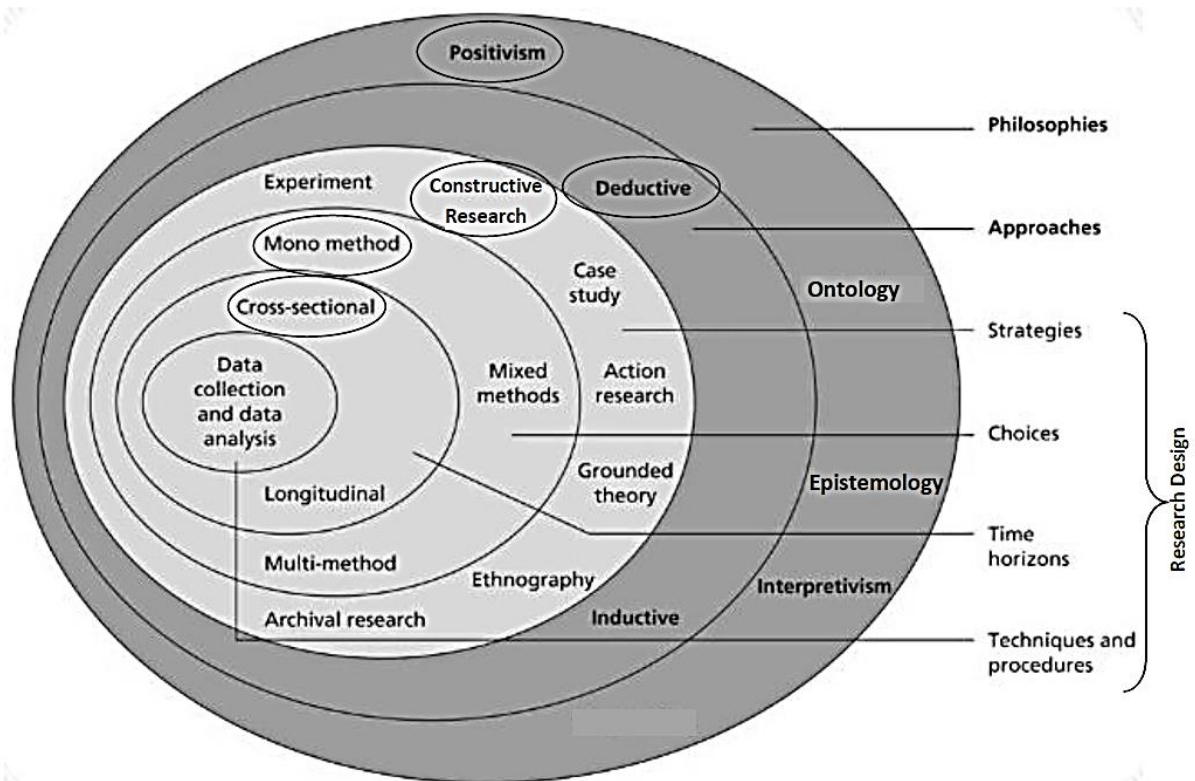 Positivism
Philosophies
Experiment
Constructive
Research
Deductive
Approaches
Mono method
Case
study
Ontology
Cross-sectional
Strategies
Data
collection
and data
analysis
Mixed
methods
Action
research
Choices
Grounded
theory
Epistemology
Longitudinal
Time
horizons
Multi-method
Ethnography
Interpretivism
Archival research
Inductive
Techniques and
procedures
Research Design